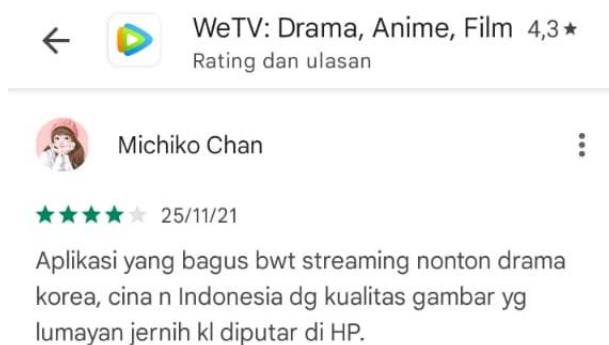 WeTV: Drama, Anime, Film 4,3★
Rating dan ulasan
Michiko Chan
25/11/21
Aplikasi yang bagus bwt streaming nonton drama
korea, cina n Indonesia dg kualitas gambar yg
lumayan jernih kl diputar di HP.